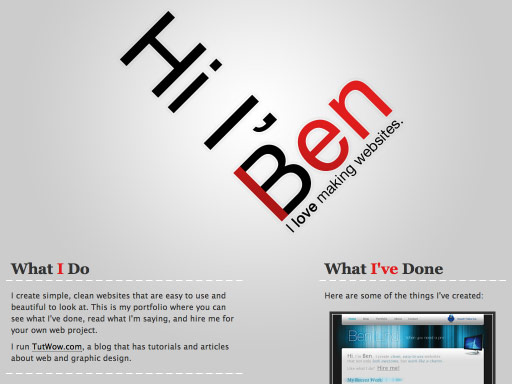 Hi I'Ben
I love making websites.
What I Do
I create simple, clean websites that are easy to use and
beautiful to look at. This is my portfolio where you can
see what I've done, read what I'm saying, and hire me for
your own web project.
I run TutWow.com, a blog that has tutorials and articles
about web and graphic design.
What I've Done
Here are some of the things I've created:
Hi I'm Ben
Hire me!
My Recent Work